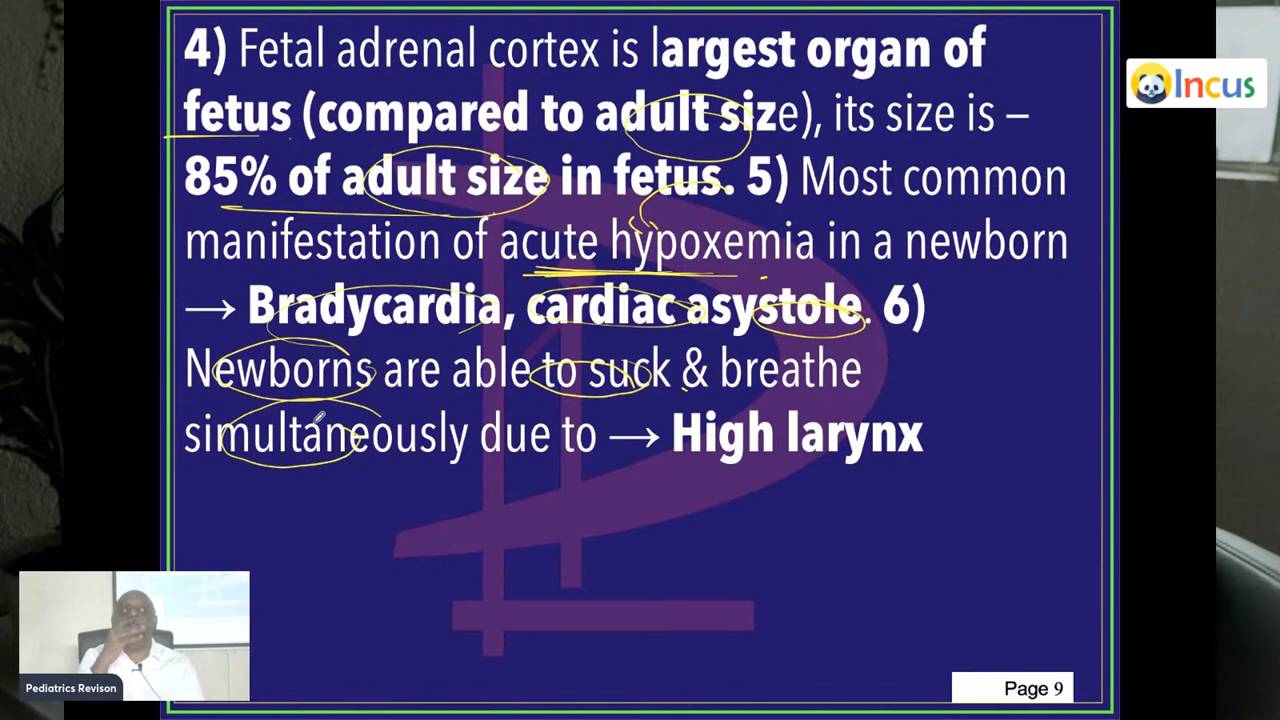 4) Fetal adrenal cortex is largest organ of
fetus (compared to adult size), its size is –
85% of adult size in fetus. 5) Most common
manifestation of acute hypoxemia in a newborn
→ Bradycardia, cardiac asystole. 6)
Newborns are able to suck & breathe
simultaneously due to → High larynx
Incus
Pediatrics Revison
Page 9